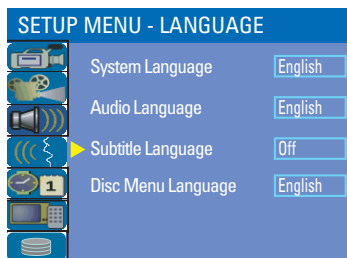 SETUP MENU - LANGUAGE
System Language English
Audio Language English
Subtitle Language Off
1 Disc Menu Language English